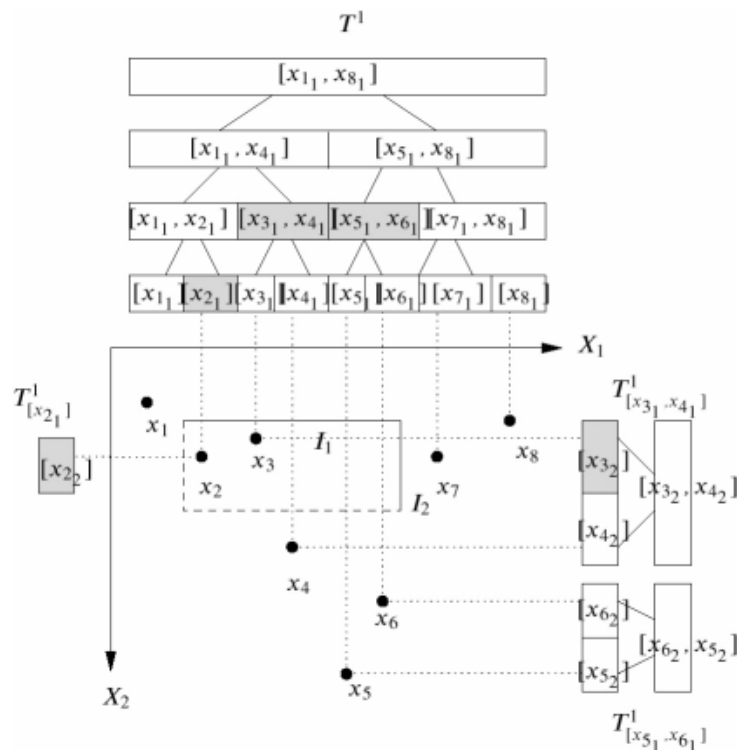 T^1
[x_{1_1}, x_{8_1}]
[x_{1_1}, x_{4_1}] [x_{5_1}, x_{8_1}]
[x_{1_1}, x_{2_1}] [x_{3_1}, x_{4_1}] [x_{5_1}, x_{6_1}] [x_{7_1}, x_{8_1}]
[x_{1_1}] [x_{2_1}] [x_{3_1}] [x_{4_1}] [x_{5_1}] [x_{6_1}] [x_{7_1}] [x_{8_1}]
X_1
T^1_{[x_{2_1}]}
T^1_{[x_{3_1}, x_{4_1}]}
x_1
I_1
x_3
x_8
[x_{2_2}]
x_2
x_7
[x_{3_2}]
[x_{3_2}, x_{4_2}]
I_2
[x_{4_2}]
x_4
x_6
[x_{6_2}]
[x_{6_2}, x_{5_2}]
x_5
[x_{5_2}]
X_2
T^1_{[x_{5_1}, x_{6_1}]}